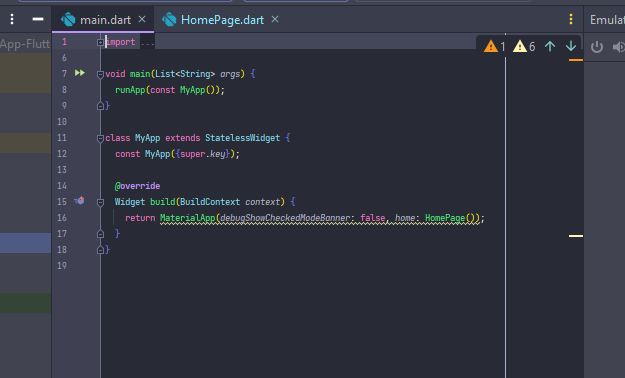 main.dart
HomePage.dart
Emulat
App-Flutt
1 import ...
1 6
6
7 void main(List<String> args) {
8 runApp(const MyApp());
9 }
10
11 class MyApp extends StatelessWidget {
12 const MyApp({super.key});
13
14 @override
15 Widget build(BuildContext context) {
16 return MaterialApp(debugShowCheckedModeBanner: false, home: HomePage());
17 }
18 }
19